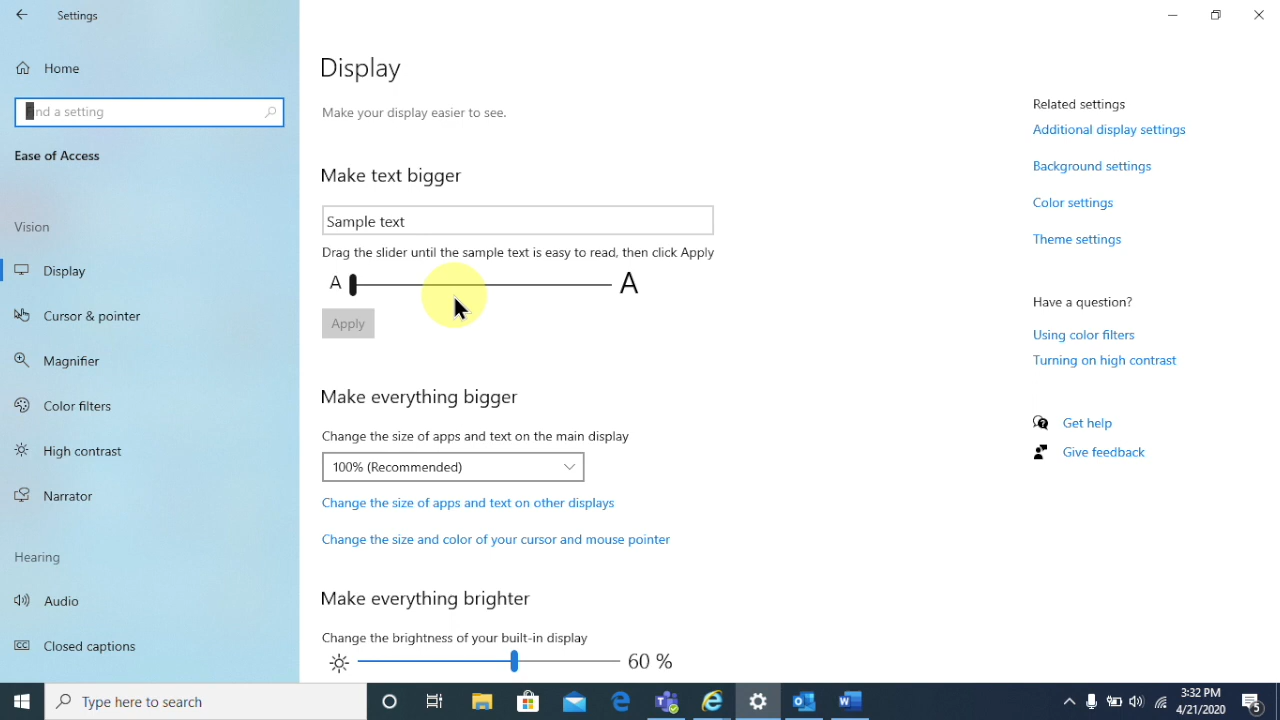 Settings
Home
Find a setting
Ease of Access
Vision
Display
Cursor & pointer
Magnifier
Color filters
High contrast
Narrator
Hearing
Audio
Closed captions
Display
Make your display easier to see.
Make text bigger
Sample text
Drag the slider until the sample text is easy to read, then click Apply
A A
Apply
Make everything bigger
Change the size of apps and text on the main display
100% (Recommended)
Change the size of apps and text on other displays
Change the size and color of your cursor and mouse pointer
Make everything brighter
Change the brightness of your built-in display
60 %
Related settings
Additional display settings
Background settings
Color settings
Theme settings
Have a question?
Using color filters
Turning on high contrast
Get help
Give feedback
Type here to search
3:32 PM
4/21/2020
5